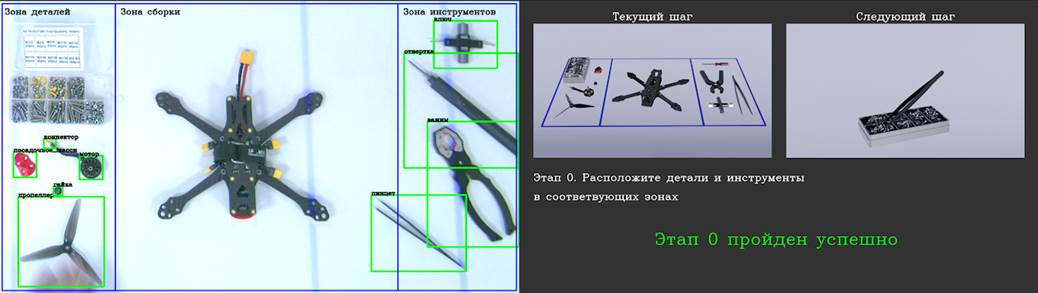 Зона деталей
Зона сборки
Зона инструментов
ключ
отвертка
зажим
пинцет
коннектор
посадочное_шасси
мотор
гайка
пропеллер
Текущий шаг
Следующий шаг
Этап 0. Расположите детали и инструменты
в соответвующих зонах
Этап 0 пройден успешно